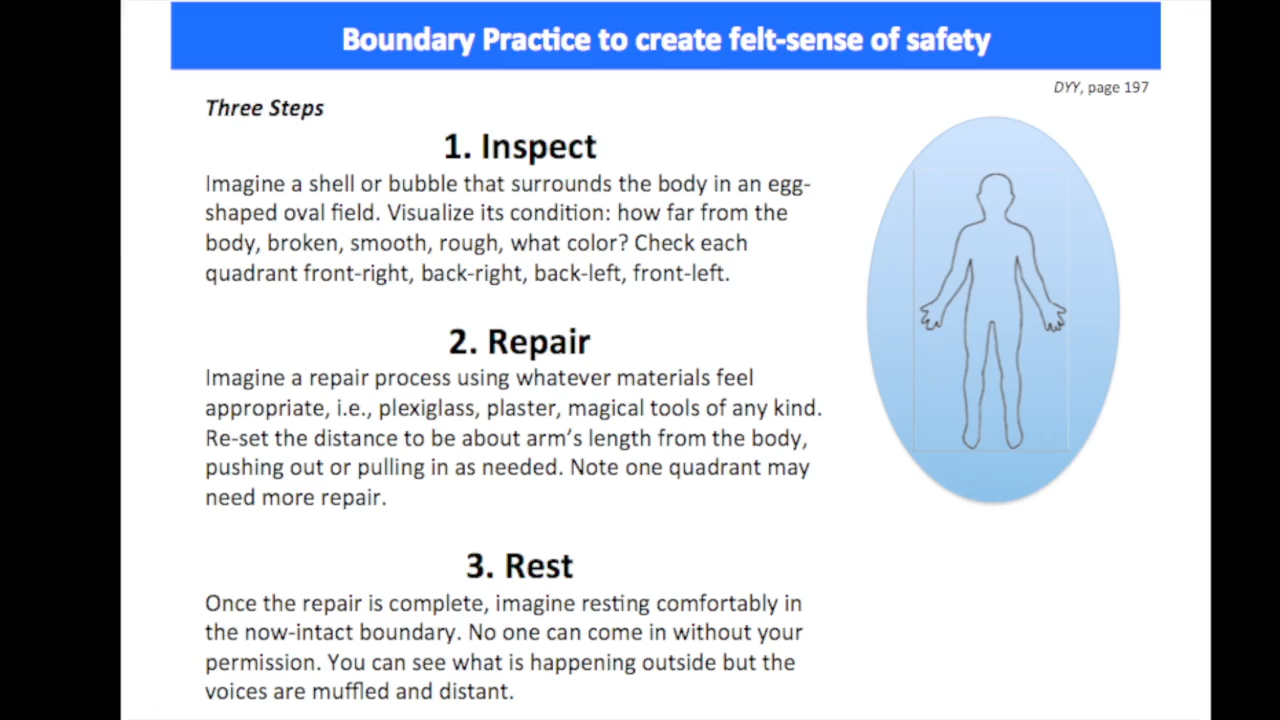 Boundary Practice to create felt-sense of safety
DYY, page 197
Three Steps
1. Inspect
Imagine a shell or bubble that surrounds the body in an egg-
shaped oval field. Visualize its condition: how far from the
body, broken, smooth, rough, what color? Check each
quadrant front-right, back-right, back-left, front-left.
2. Repair
Imagine a repair process using whatever materials feel
appropriate, i.e., plexiglass, plaster, magical tools of any kind.
Re-set the distance to be about arm’s length from the body,
pushing out or pulling in as needed. Note one quadrant may
need more repair.
3. Rest
Once the repair is complete, imagine resting comfortably in
the now-intact boundary. No one can come in without your
permission. You can see what is happening outside but the
voices are muffled and distant.